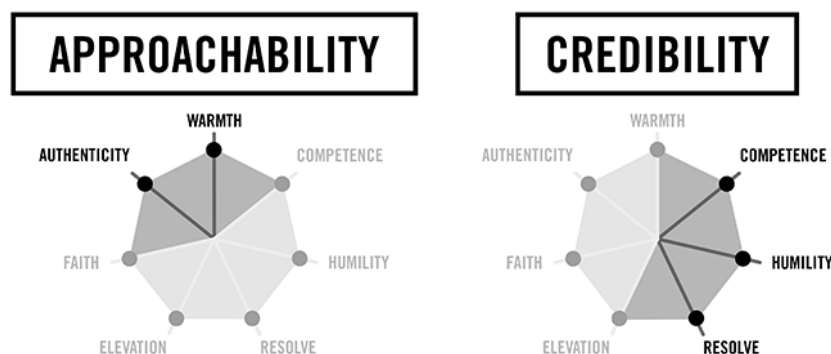 APPROACHABILITY
WARMTH
AUTHENTICITY
COMPETENCE
FAITH
HUMILITY
ELEVATION
RESOLVE
CREDIBILITY
WARMTH
AUTHENTICITY
COMPETENCE
FAITH
HUMILITY
ELEVATION
RESOLVE